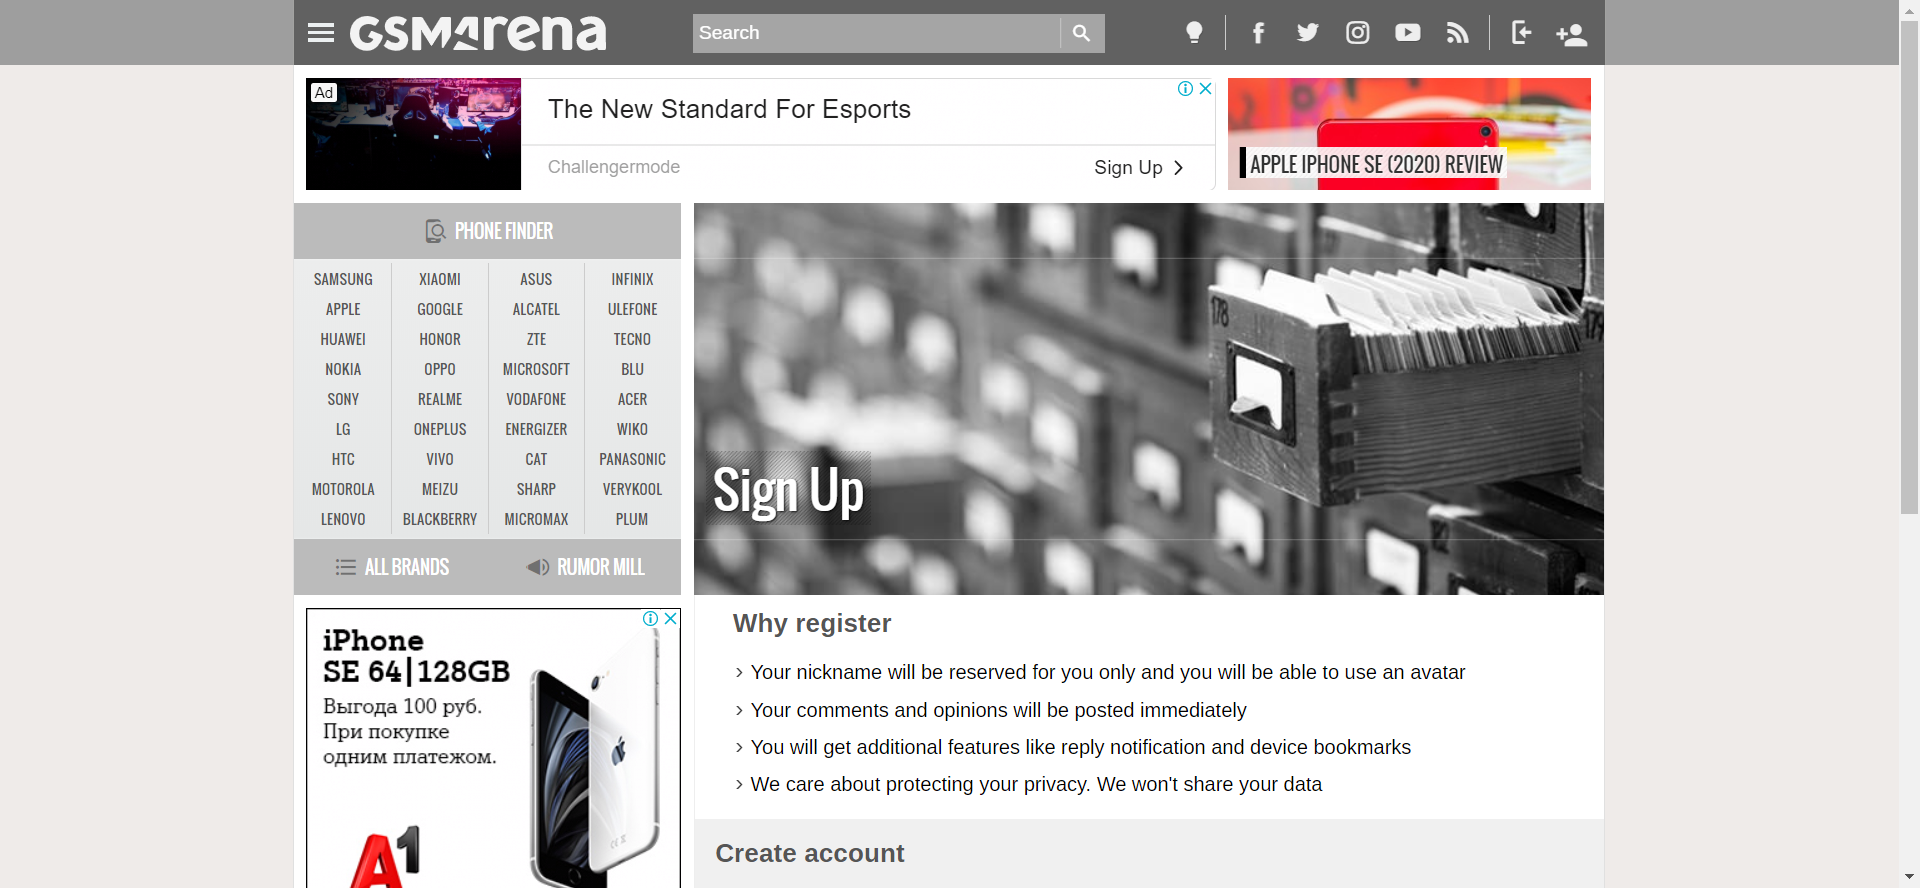 GSMArena
Search
Ad
The New Standard For Esports
Challengermode
Sign Up
APPLE IPHONE SE (2020) REVIEW
PHONE FINDER
SAMSUNG XIAOMI ASUS INFINIX
APPLE GOOGLE ALCATEL ULEFONE
HUAWEI HONOR ZTE TECNO
NOKIA OPPO MICROSOFT BLU
SONY REALME VODAFONE ACER
LG ONEPLUS ENERGIZER WIKO
HTC VIVO CAT PANASONIC
MOTOROLA MEIZU SHARP VERYKOOL
LENOVO BLACKBERRY MICROMAX PLUM
ALL BRANDS RUMOR MILL
178
Sign Up
iPhone
SE 64|128GB
Выгода 100 руб.
При покупке
одним платежом.
A1
Why register
Your nickname will be reserved for you only and you will be able to use an avatar
Your comments and opinions will be posted immediately
You will get additional features like reply notification and device bookmarks
We care about protecting your privacy. We won't share your data
Create account